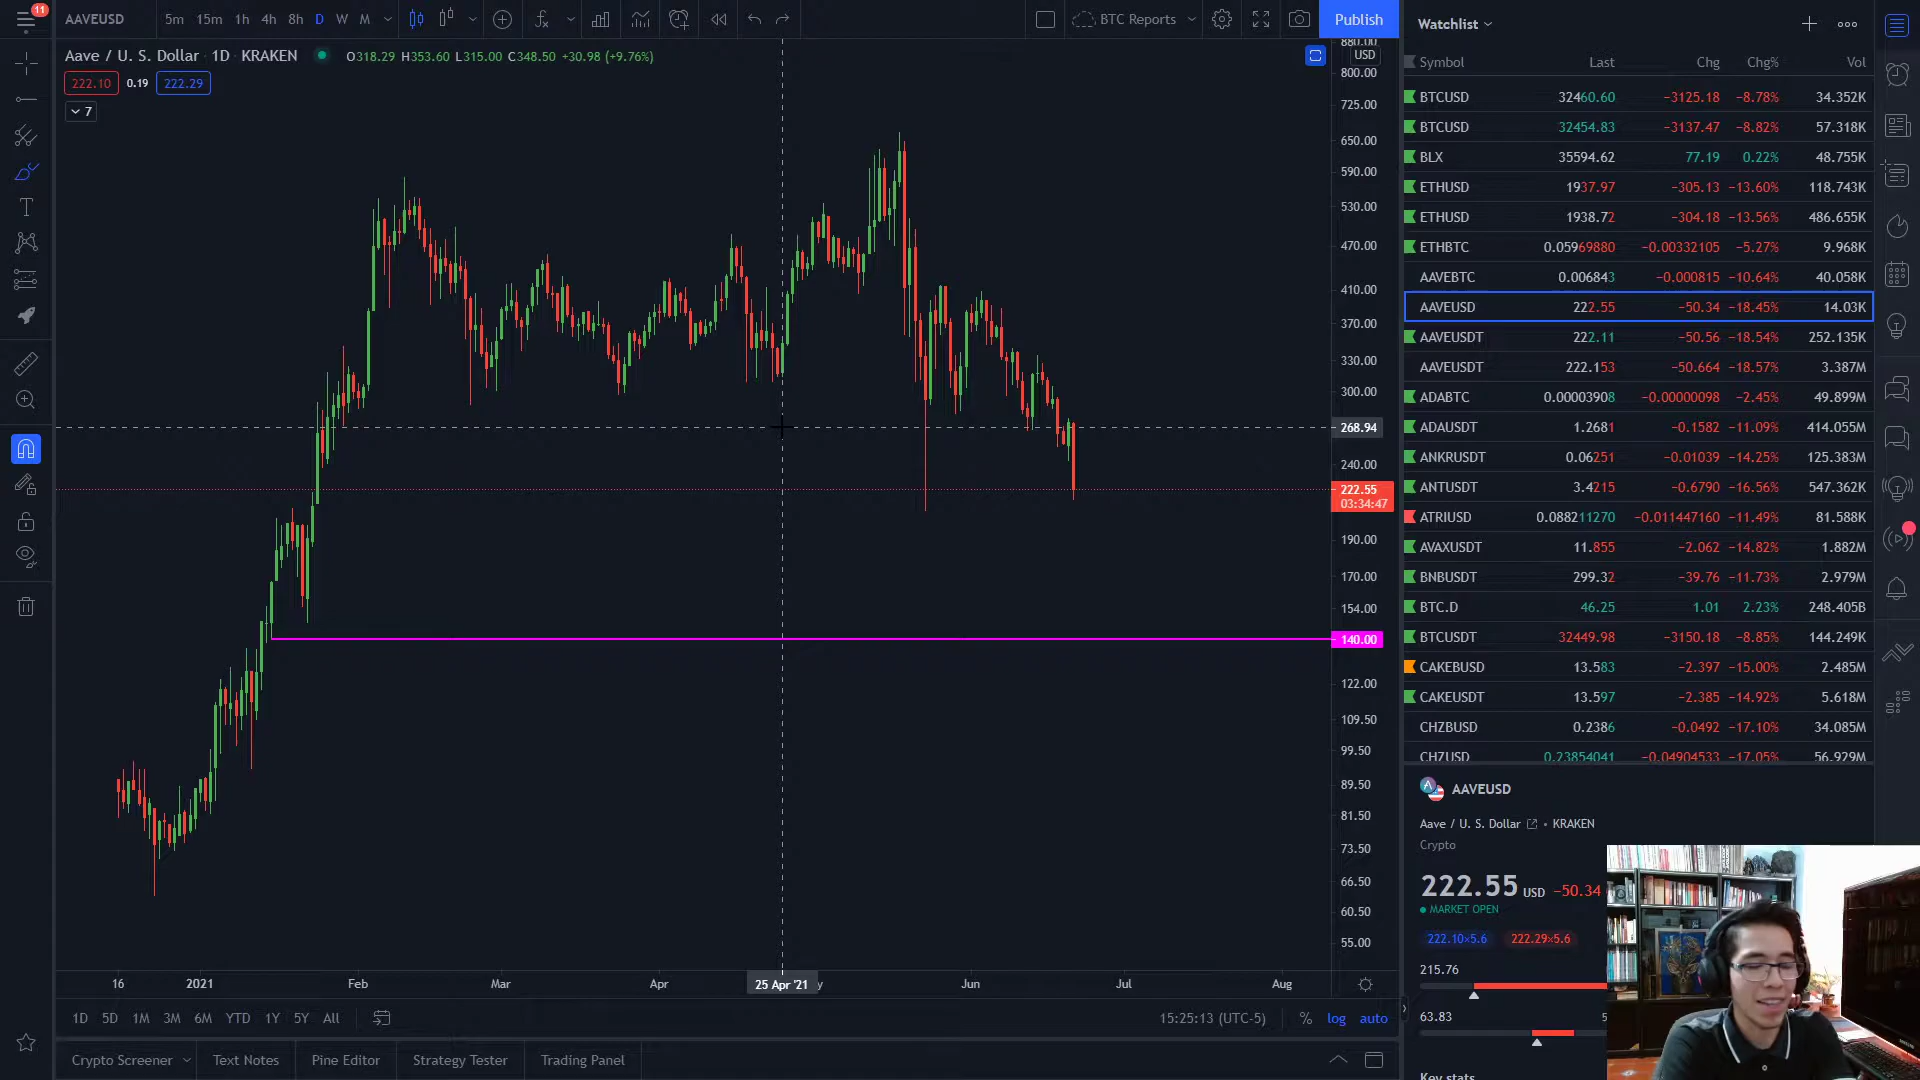 11
AAVEUSD 5m 15m 1h 4h 8h D W M BTC Reports Publish
Aave / U. S. Dollar · 1D · KRAKEN O318.29 H353.60 L315.00 C348.50 +30.98 (+9.76%)
222.10 0.19 222.29
7
880.00
USD
800.00
725.00
650.00
590.00
530.00
470.00
410.00
370.00
330.00
300.00
268.94
240.00
222.55
03:34:47
190.00
170.00
154.00
140.00
122.00
109.50
99.50
89.50
81.50
73.50
66.50
60.50
55.00
16 2021 Feb Mar Apr 25 Apr '21 Jun Jul Aug
1D 5D 1M 3M 6M YTD 1Y 5Y All 15:25:13 (UTC-5) % log auto
Crypto Screener Text Notes Pine Editor Strategy Tester Trading Panel
Watchlist
Symbol Last Chg Chg% Vol
BTCUSD 32460.60 −3125.18 −8.78% 34.352K
BTCUSD 32454.83 −3137.47 −8.82% 57.318K
BLX 35594.62 77.19 0.22% 48.755K
ETHUSD 1937.97 −305.13 −13.60% 118.743K
ETHUSD 1938.72 −304.18 −13.56% 486.655K
ETHBTC 0.05969880 −0.00332105 −5.27% 9.968K
AAVEBTC 0.006843 −0.000815 −10.64% 40.058K
AAVEUSD 222.55 −50.34 −18.45% 14.03K
AAVEUSDT 222.11 −50.56 −18.54% 252.135K
AAVEUSDT 222.153 −50.664 −18.57% 3.387M
ADABTC 0.00003908 −0.00000098 −2.45% 49.899M
ADAUSDT 1.2681 −0.1582 −11.09% 414.055M
ANKRUSDT 0.06251 −0.01039 −14.25% 125.383M
ANTUSDT 3.4215 −0.6790 −16.56% 547.362K
ATRIUSD 0.088211270 −0.011447160 −11.49% 81.588K
AVAXUSDT 11.855 −2.062 −14.82% 1.882M
BNBUSDT 299.32 −39.76 −11.73% 2.979M
BTC.D 46.25 1.01 2.23% 248.405B
BTCUSDT 32449.98 −3150.18 −8.85% 144.249K
CAKEBUSD 13.583 −2.397 −15.00% 2.485M
CAKEUSDT 13.597 −2.385 −14.92% 5.618M
CHZBUSD 0.2386 −0.0492 −17.10% 34.085M
CHZUSD 0.23854041 −0.04904533 −17.05% 56.929M
AAVEUSD
Aave / U. S. Dollar • KRAKEN
Crypto
222.55 USD −50.34
MARKET OPEN
222.10×5.6 222.29×5.6
215.76
63.83
Key stats